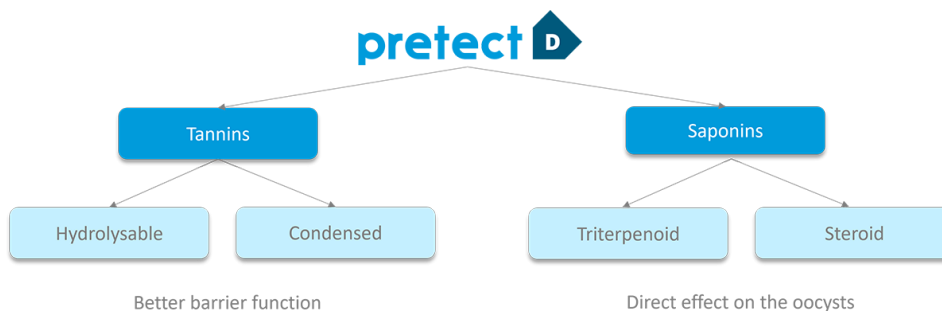 pretect D
Tannins
Saponins
Hydrolysable
Condensed
Triterpenoid
Steroid
Better barrier function
Direct effect on the oocysts